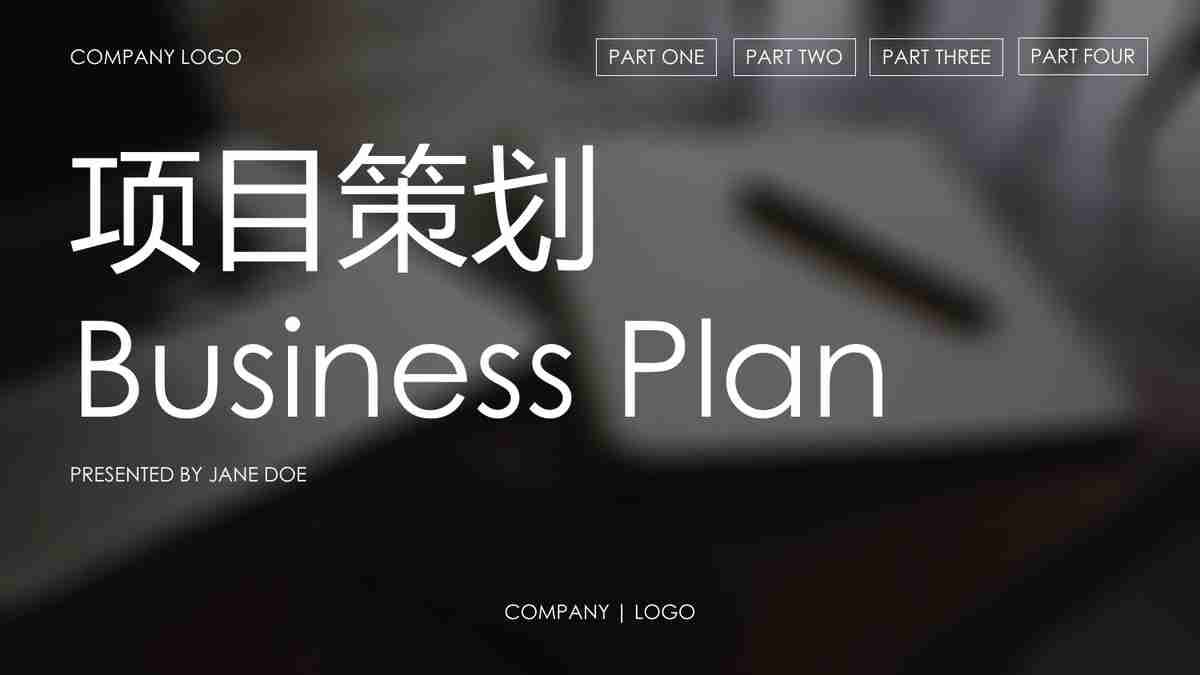 COMPANY LOGO
PART ONE
PART TWO
PART THREE
PART FOUR
项目策划
Business Plan
PRESENTED BY JANE DOE
COMPANY | LOGO